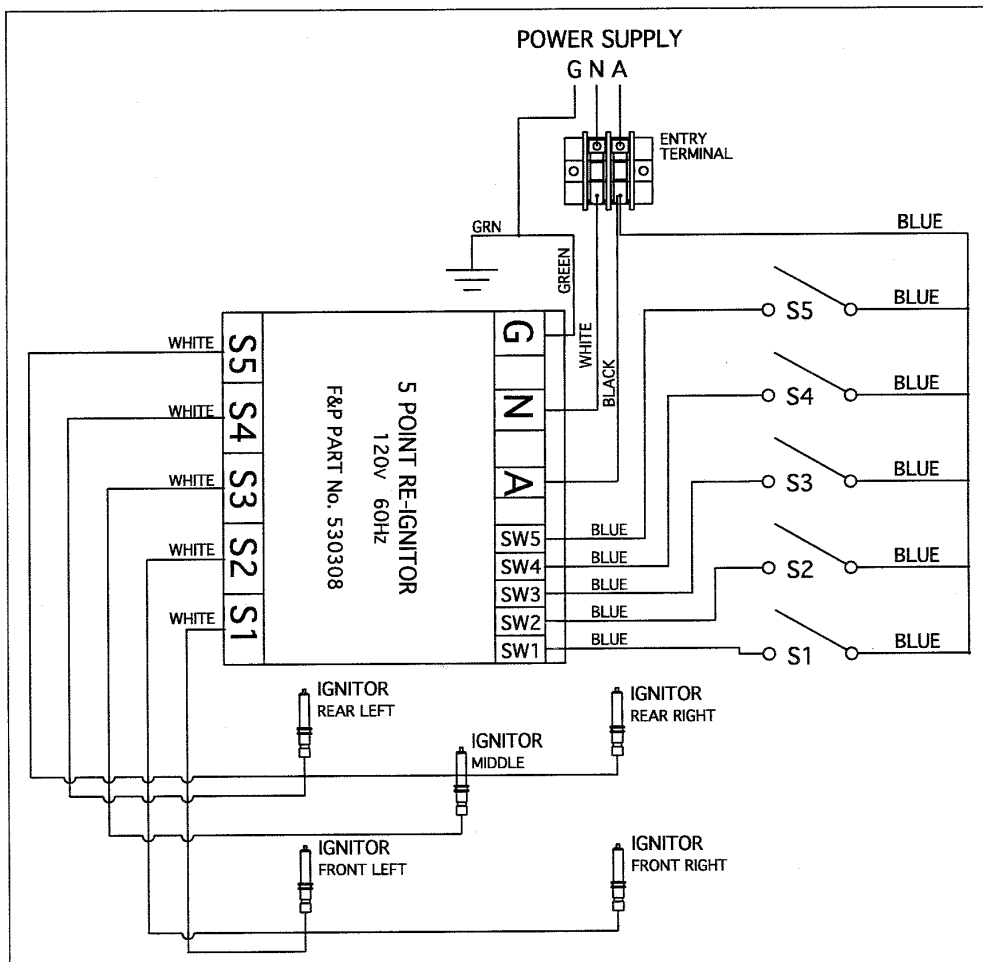 POWER SUPPLY
G N A
ENTRY
TERMINAL
GRN
GREEN
WHITE
BLACK
BLUE
S5
BLUE
S4
BLUE
S3
BLUE
S2
BLUE
S1
BLUE
WHITE
S5
WHITE
S4
WHITE
S3
WHITE
S2
WHITE
S1
5 POINT RE-IGNITOR
120v 60Hz
F&P PART No. 530308
G
N
A
SW5
BLUE
SW4
BLUE
SW3
BLUE
SW2
BLUE
SW1
BLUE
IGNITOR
REAR LEFT
IGNITOR
REAR RIGHT
IGNITOR
MIDDLE
IGNITOR
FRONT LEFT
IGNITOR
FRONT RIGHT